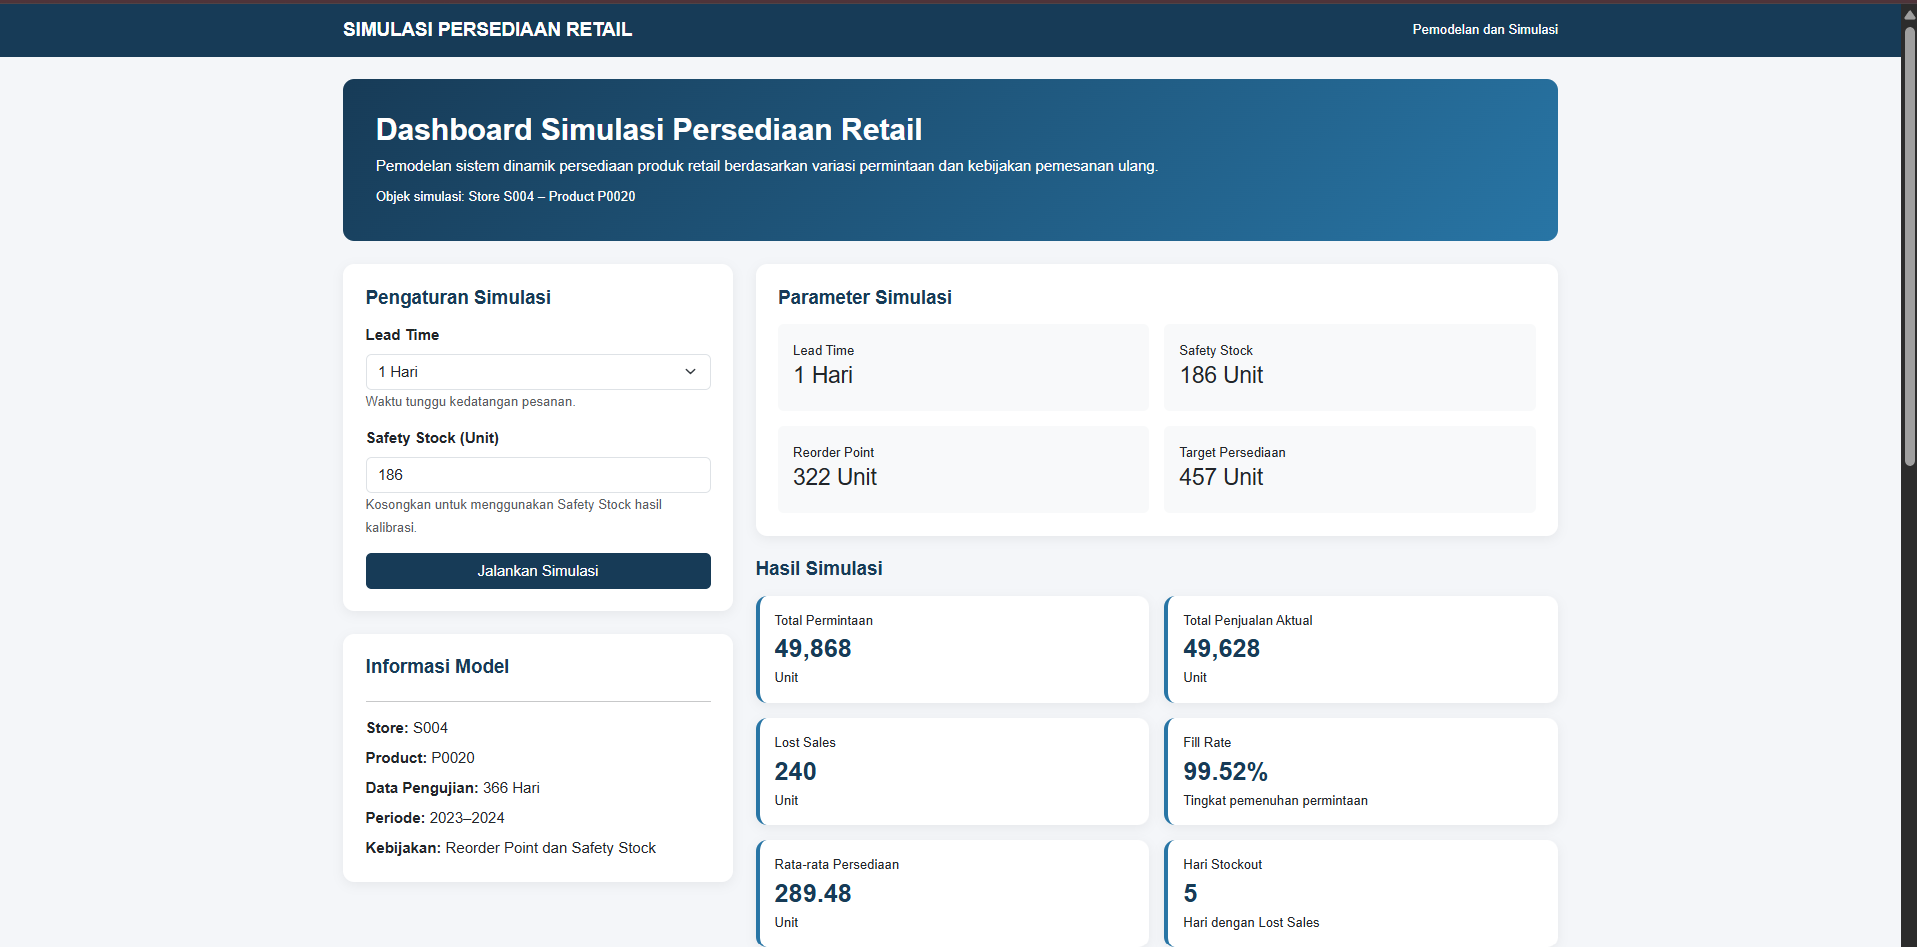 SIMULASI PERSEDIAAN RETAIL
Pemodelan dan Simulasi
Dashboard Simulasi Persediaan Retail
Pemodelan sistem dinamik persediaan produk retail berdasarkan variasi permintaan dan kebijakan pemesanan ulang.
Objek simulasi: Store S004 – Product P0020
Pengaturan Simulasi
Lead Time
1 Hari
Waktu tunggu kedatangan pesanan.
Safety Stock (Unit)
186
Kosongkan untuk menggunakan Safety Stock hasil
kalibrasi.
Jalankan Simulasi
Informasi Model
Store: S004
Product: P0020
Data Pengujian: 366 Hari
Periode: 2023–2024
Kebijakan: Reorder Point dan Safety Stock
Parameter Simulasi
Lead Time
1 Hari
Safety Stock
186 Unit
Reorder Point
322 Unit
Target Persediaan
457 Unit
Hasil Simulasi
Total Permintaan
49,868
Unit
Total Penjualan Aktual
49,628
Unit
Lost Sales
240
Unit
Fill Rate
99.52%
Tingkat pemenuhan permintaan
Rata-rata Persediaan
289.48
Unit
Hari Stockout
5
Hari dengan Lost Sales